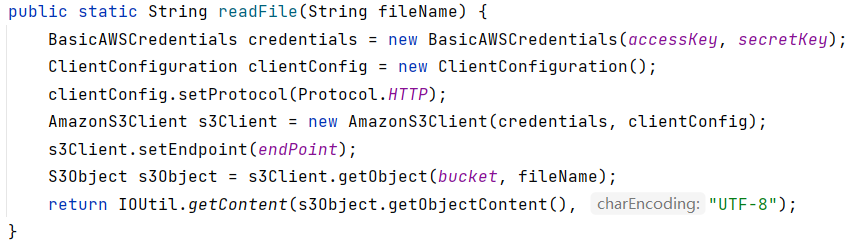 public static String readFile(String fileName) {
    BasicAWSCredentials credentials = new BasicAWSCredentials(accessKey, secretKey);
    ClientConfiguration clientConfig = new ClientConfiguration();
    clientConfig.setProtocol(Protocol.HTTP);
    AmazonS3Client s3Client = new AmazonS3Client(credentials, clientConfig);
    s3Client.setEndpoint(endPoint);
    S3Object s3Object = s3Client.getObject(bucket, fileName);
    return IOUtil.getContent(s3Object.getObjectContent(), charEncoding: "UTF-8");
}